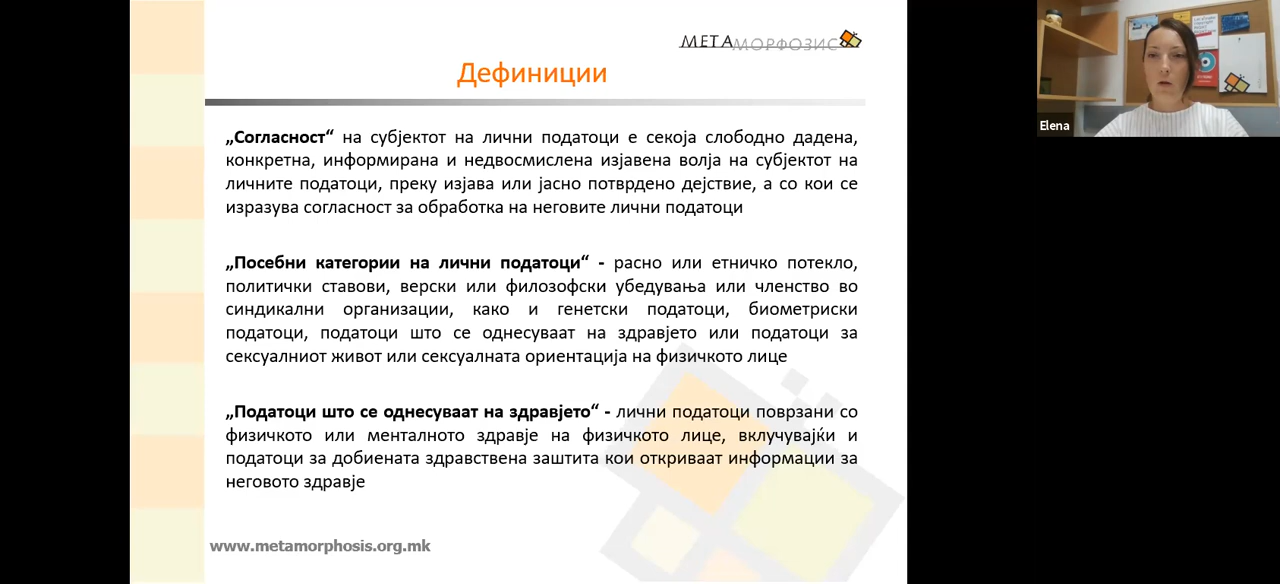 МЕТАМОРФОЗИС
Дефиниции
„Согласност“ на субјектот на лични податоци е секоја слободно дадена,
конкретна, информирана и недвосмислена изјавена волја на субјектот на
личните податоци, преку изјава или јасно потврдено дејствие, а со кои се
изразува согласност за обработка на неговите лични податоци
„Посебни категории на лични податоци“ - расно или етничко потекло,
политички ставови, верски или филозофски убедувања или членство во
синдикални организации, како и генетски податоци, биометриски
податоци, податоци што се однесуваат на здравјето или податоци за
сексуалниот живот или сексуалната ориентација на физичкото лице
„Податоци што се однесуваат на здравјето“ - лични податоци поврзани со
физичкото или менталното здравје на физичкото лице, вклучувајќи и
податоци за добиената здравствена заштита кои откриваат информации за
неговото здравје
www.metamorphosis.org.mk
Elena